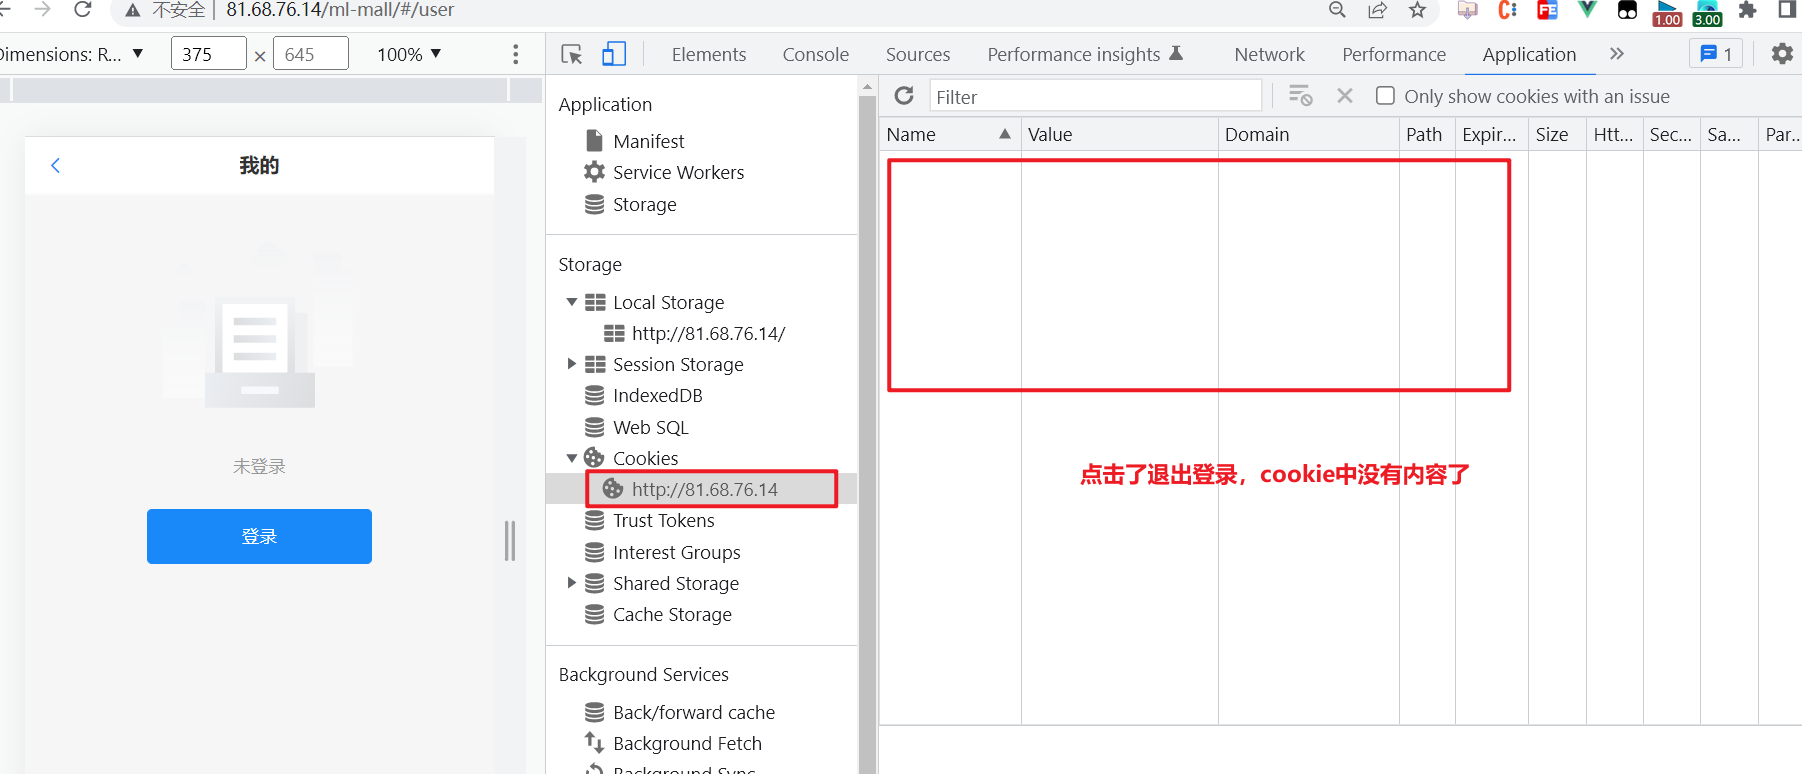 不安全 81.68.76.14/ml-mall/#/user
1.00 3.00
Dimensions: R... ▼ 375 × 645 100% ▼
Elements Console Sources Performance insights Network Performance Application 1
Filter Only show cookies with an issue
Name Value Domain Path Expir... Size Htt... Sec... Sa... Par...
我的
未登录
登录
Application
Manifest
Service Workers
Storage
Storage
Local Storage
http://81.68.76.14/
Session Storage
IndexedDB
Web SQL
Cookies
http://81.68.76.14
Trust Tokens
Interest Groups
Shared Storage
Cache Storage
Background Services
Back/forward cache
Background Fetch
Background Sync
点击了退出登录，cookie中没有内容了